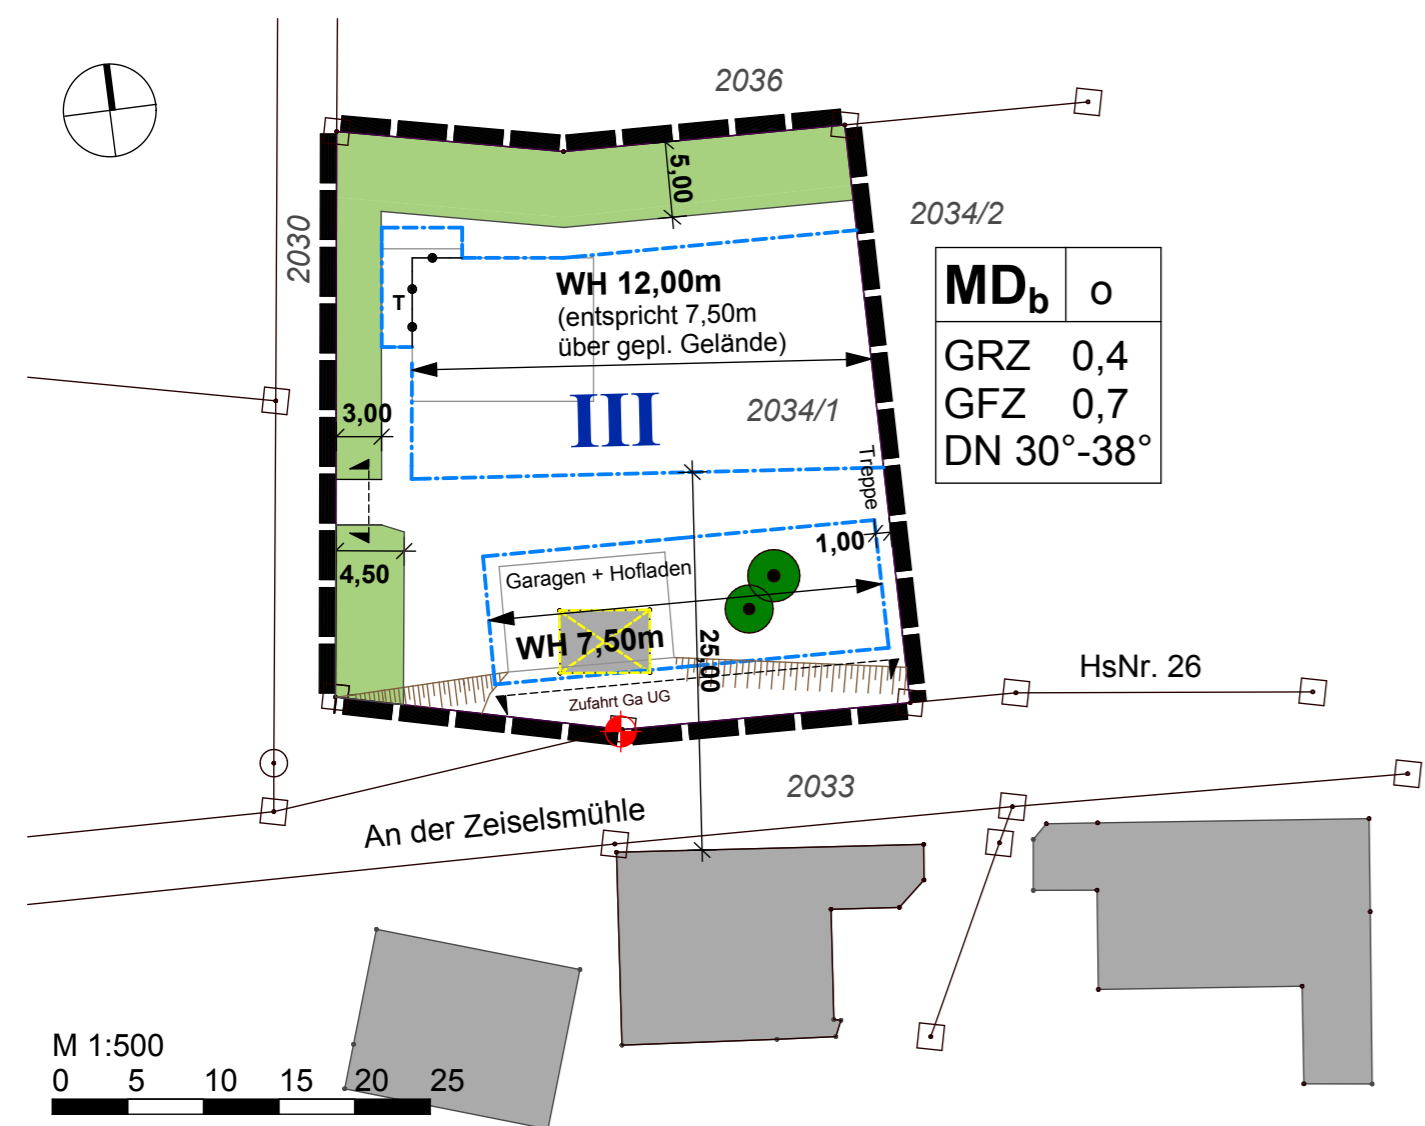 2036
2030
5,00
2034/2
WH 12,00m
(entspricht 7,50m
über gepl. Gelände)
T
MDb o
GRZ 0,4
GFZ 0,7
DN 30°-38°
III
2034/1
3,00
Treppe
1,00
4,50
Garagen + Hofladen
WH 7,50m
25,00
Zufahrt Ga UG
HsNr. 26
2033
An der Zeiselsmühle
M 1:500
0 5 10 15 20 25